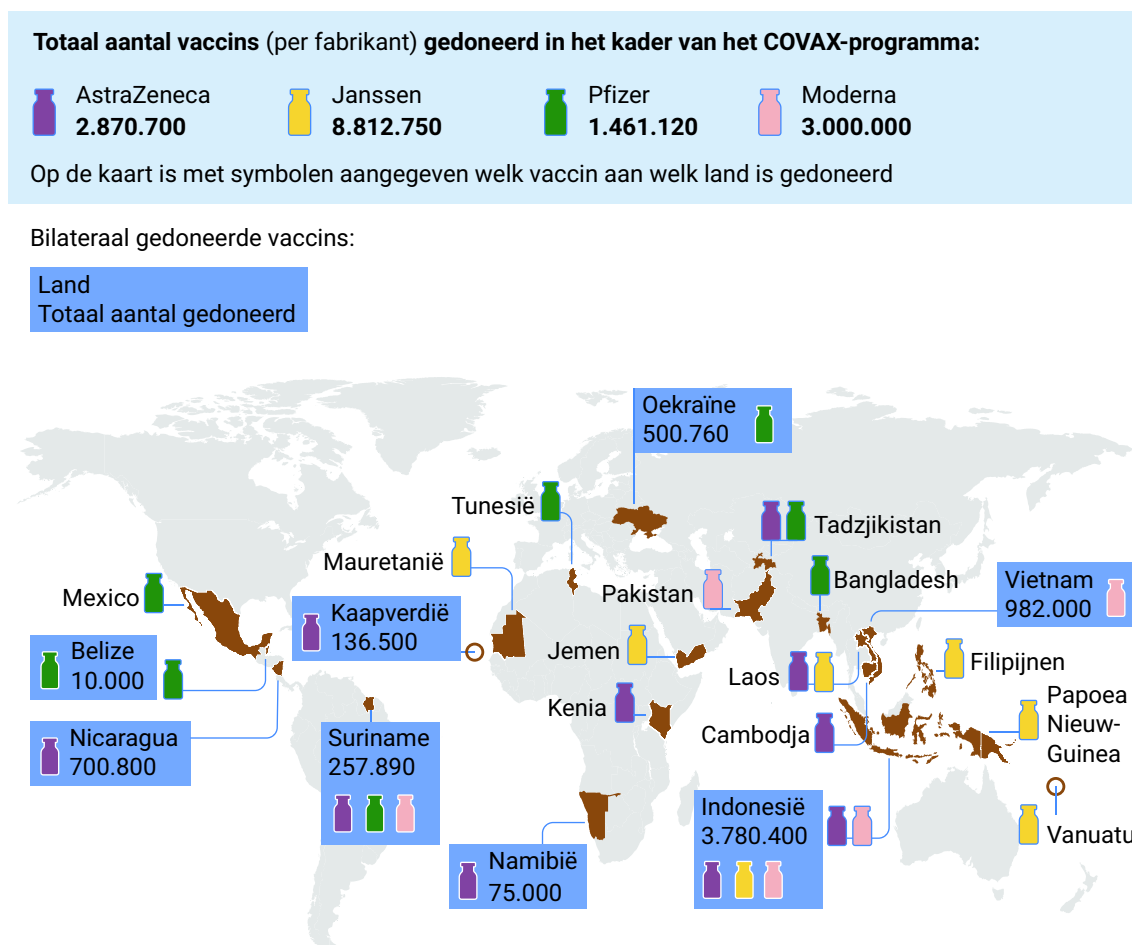 Totaal aantal vaccins (per fabrikant) gedoneerd in het kader van het COVAX-programma:
AstraZeneca
2.870.700
Janssen
8.812.750
Pfizer
1.461.120
Moderna
3.000.000
Op de kaart is met symbolen aangegeven welk vaccin aan welk land is gedoneerd
Bilateraal gedoneerde vaccins:
Land
Totaal aantal gedoneerd
Oekraïne
500.760
Tunesië
Tadzjikistan
Mauretanië
Bangladesh
Vietnam
982.000
Mexico
Pakistan
Kaapverdië
136.500
Belize
10.000
Jemen
Filipijnen
Laos
Kenia
Papoea
Nieuw-
Guinea
Nicaragua
700.800
Suriname
257.890
Cambodja
Indonesië
3.780.400
Vanuatu
Namibië
75.000